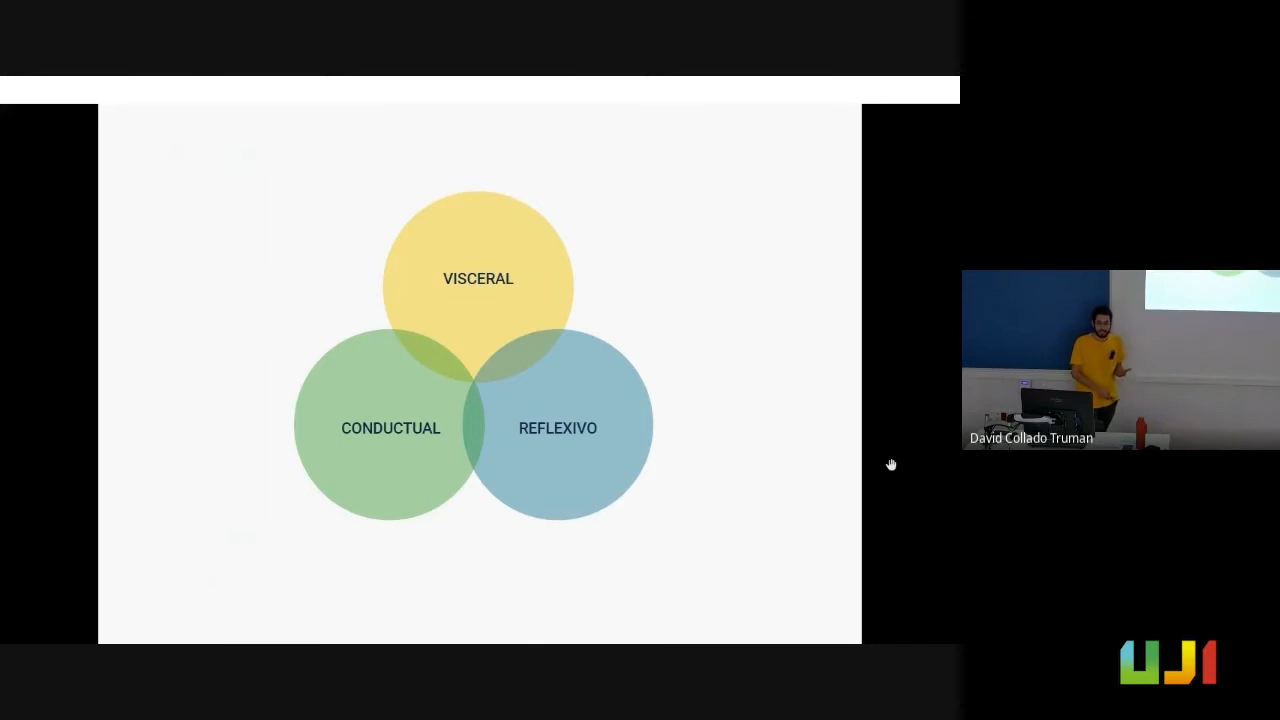 VISCERAL
CONDUCTUAL
REFLEXIVO
David Collado Truman
UJI